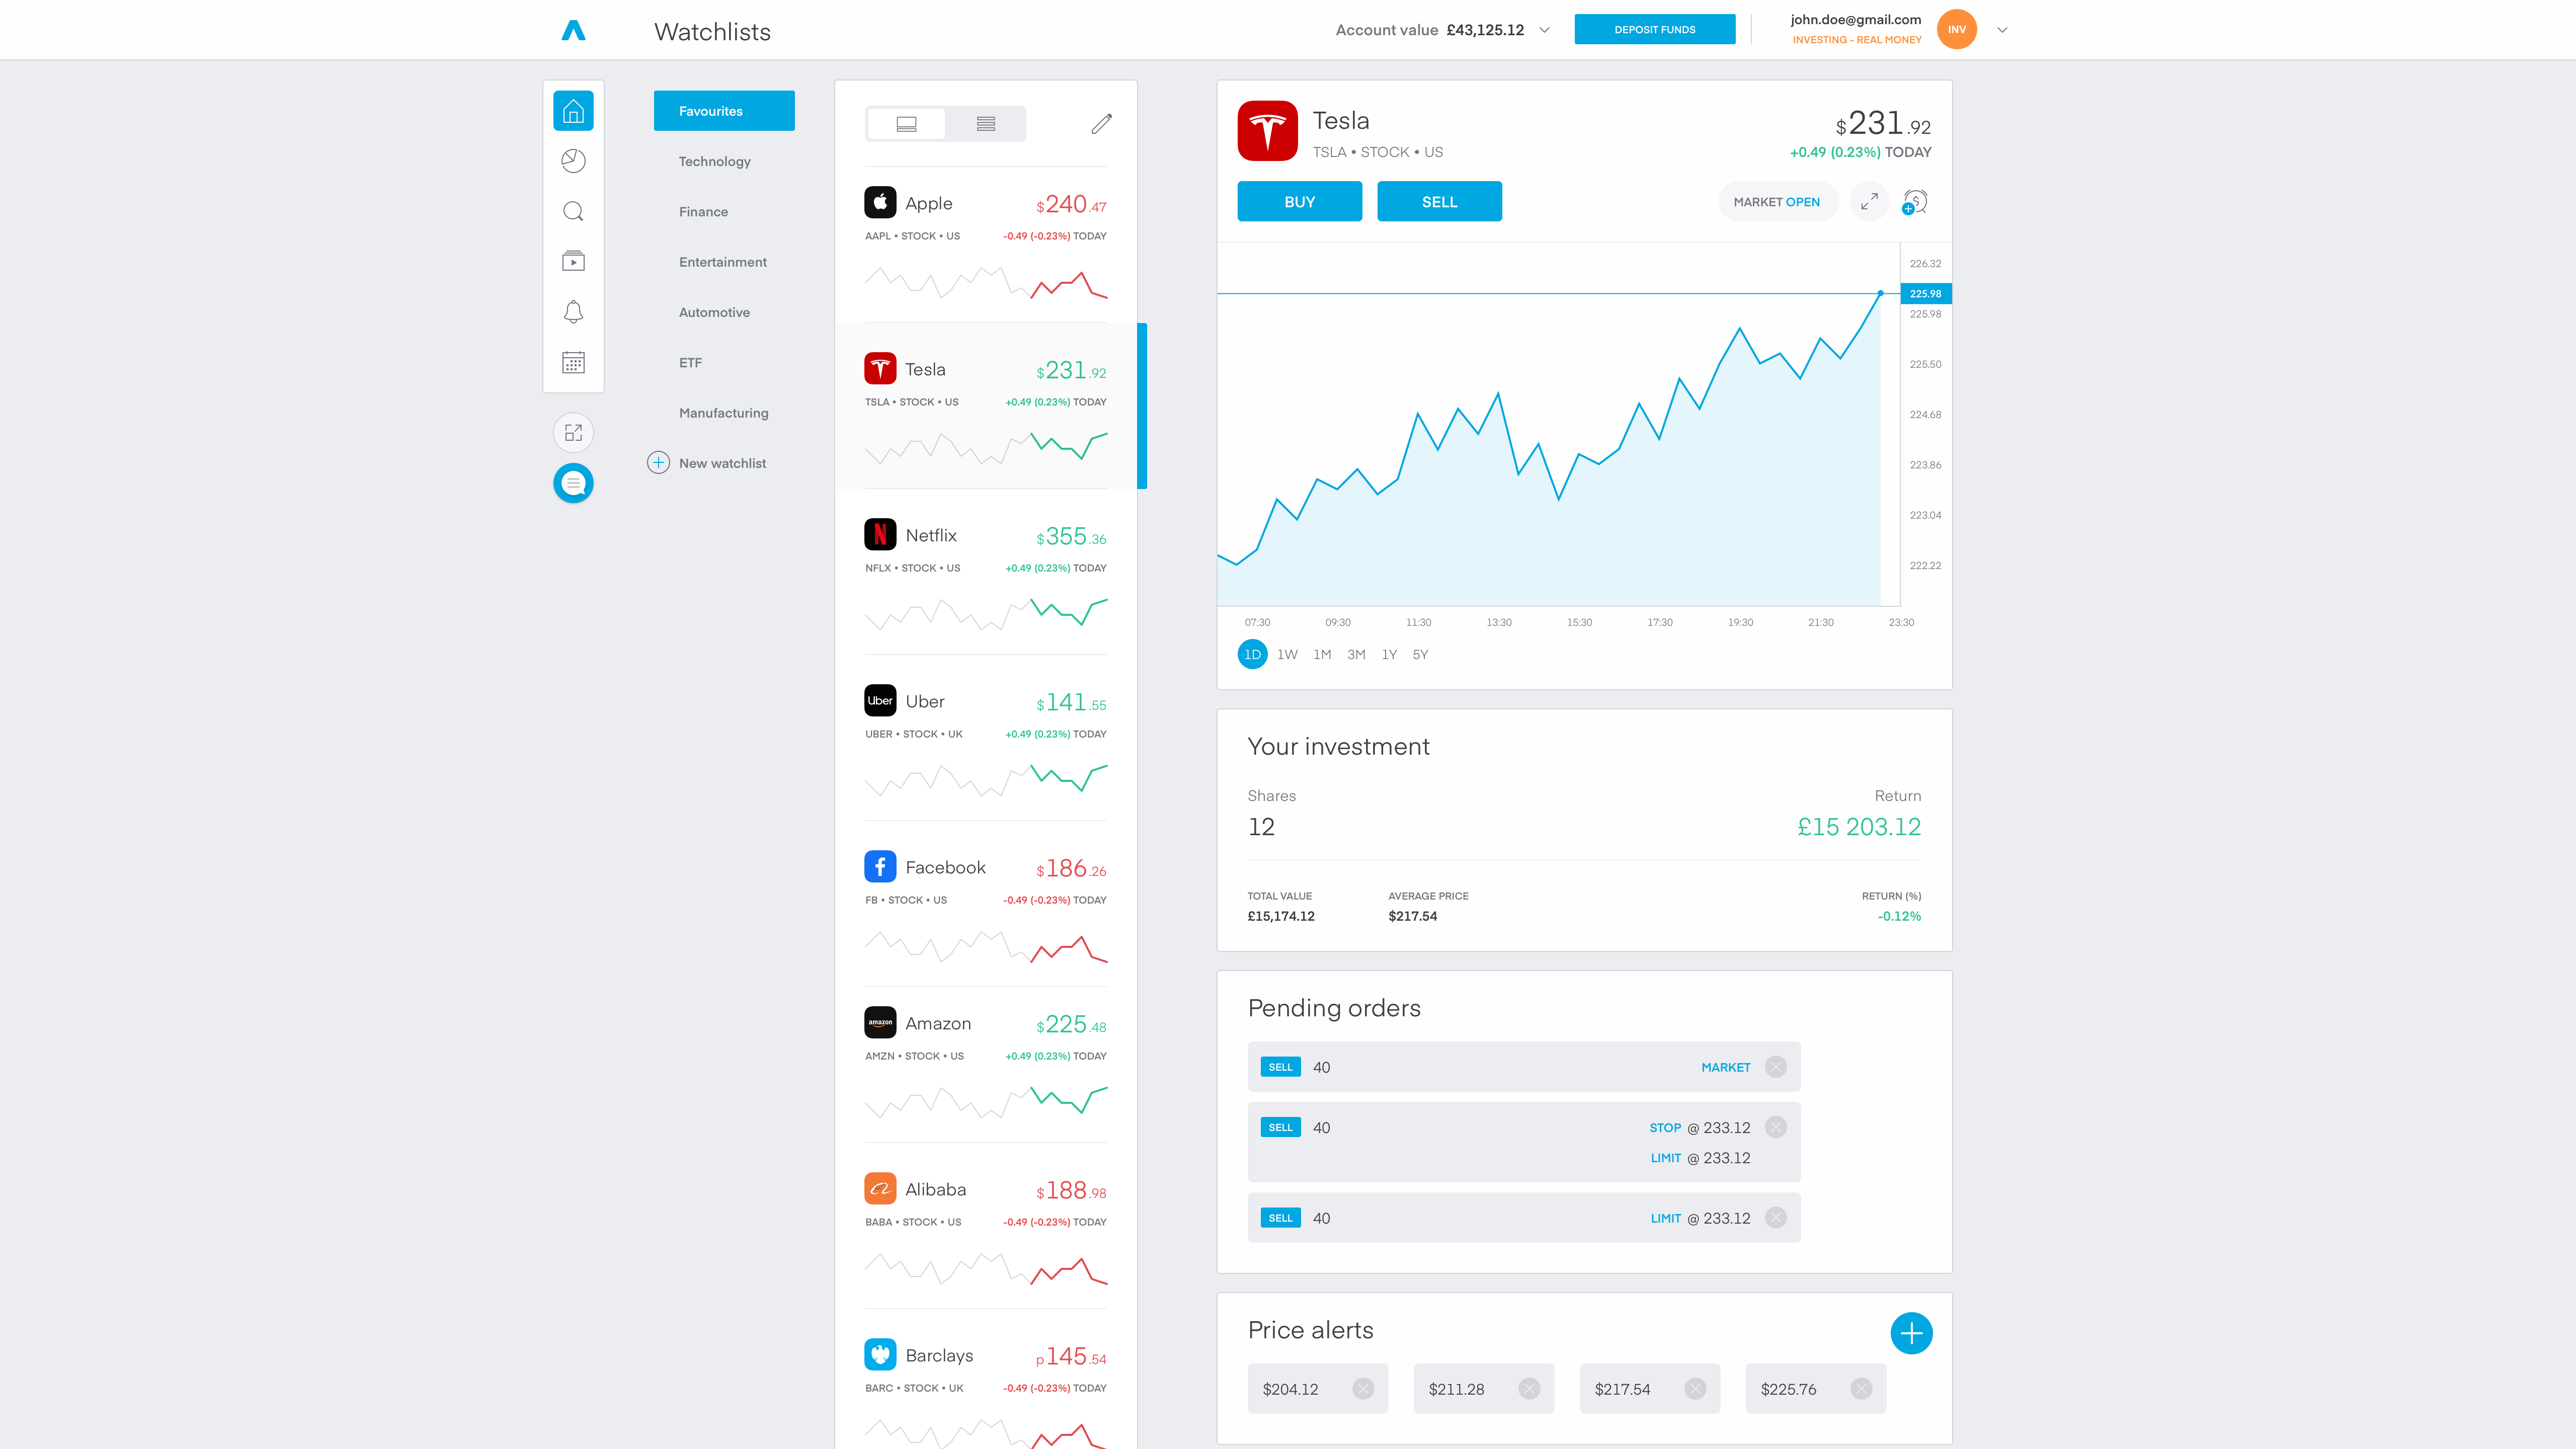 Watchlists
Account value £43,125.12
DEPOSIT FUNDS
john.doe@gmail.com
INVESTING - REAL MONEY
INV
Favourites
Technology
Finance
Entertainment
Automotive
ETF
Manufacturing
New watchlist
Apple $240.47
AAPL • STOCK • US -0.49 (-0.23%) TODAY
Tesla $231.92
TSLA • STOCK • US +0.49 (0.23%) TODAY
Netflix $355.36
NFLX • STOCK • US +0.49 (0.23%) TODAY
Uber Uber $141.55
UBER • STOCK • UK +0.49 (0.23%) TODAY
Facebook $186.26
FB • STOCK • US -0.49 (-0.23%) TODAY
amazon Amazon $225.48
AMZN • STOCK • US +0.49 (0.23%) TODAY
Alibaba $188.98
BABA • STOCK • US -0.49 (-0.23%) TODAY
Barclays p145.54
BARC • STOCK • UK -0.49 (-0.23%) TODAY
Tesla $231.92
TSLA • STOCK • US +0.49 (0.23%) TODAY
BUY SELL MARKET OPEN
226.32
225.98
225.98
225.50
224.68
223.86
223.04
222.22
07:30 09:30 11:30 13:30 15:30 17:30 19:30 21:30 23:30
1D 1W 1M 3M 1Y 5Y
Your investment
Shares Return
12 £15 203.12
TOTAL VALUE AVERAGE PRICE RETURN (%)
£15,174.12 $217.54 -0.12%
Pending orders
SELL 40 MARKET
SELL 40 STOP @ 233.12
LIMIT @ 233.12
SELL 40 LIMIT @ 233.12
Price alerts
$204.12 $211.28 $217.54 $225.76